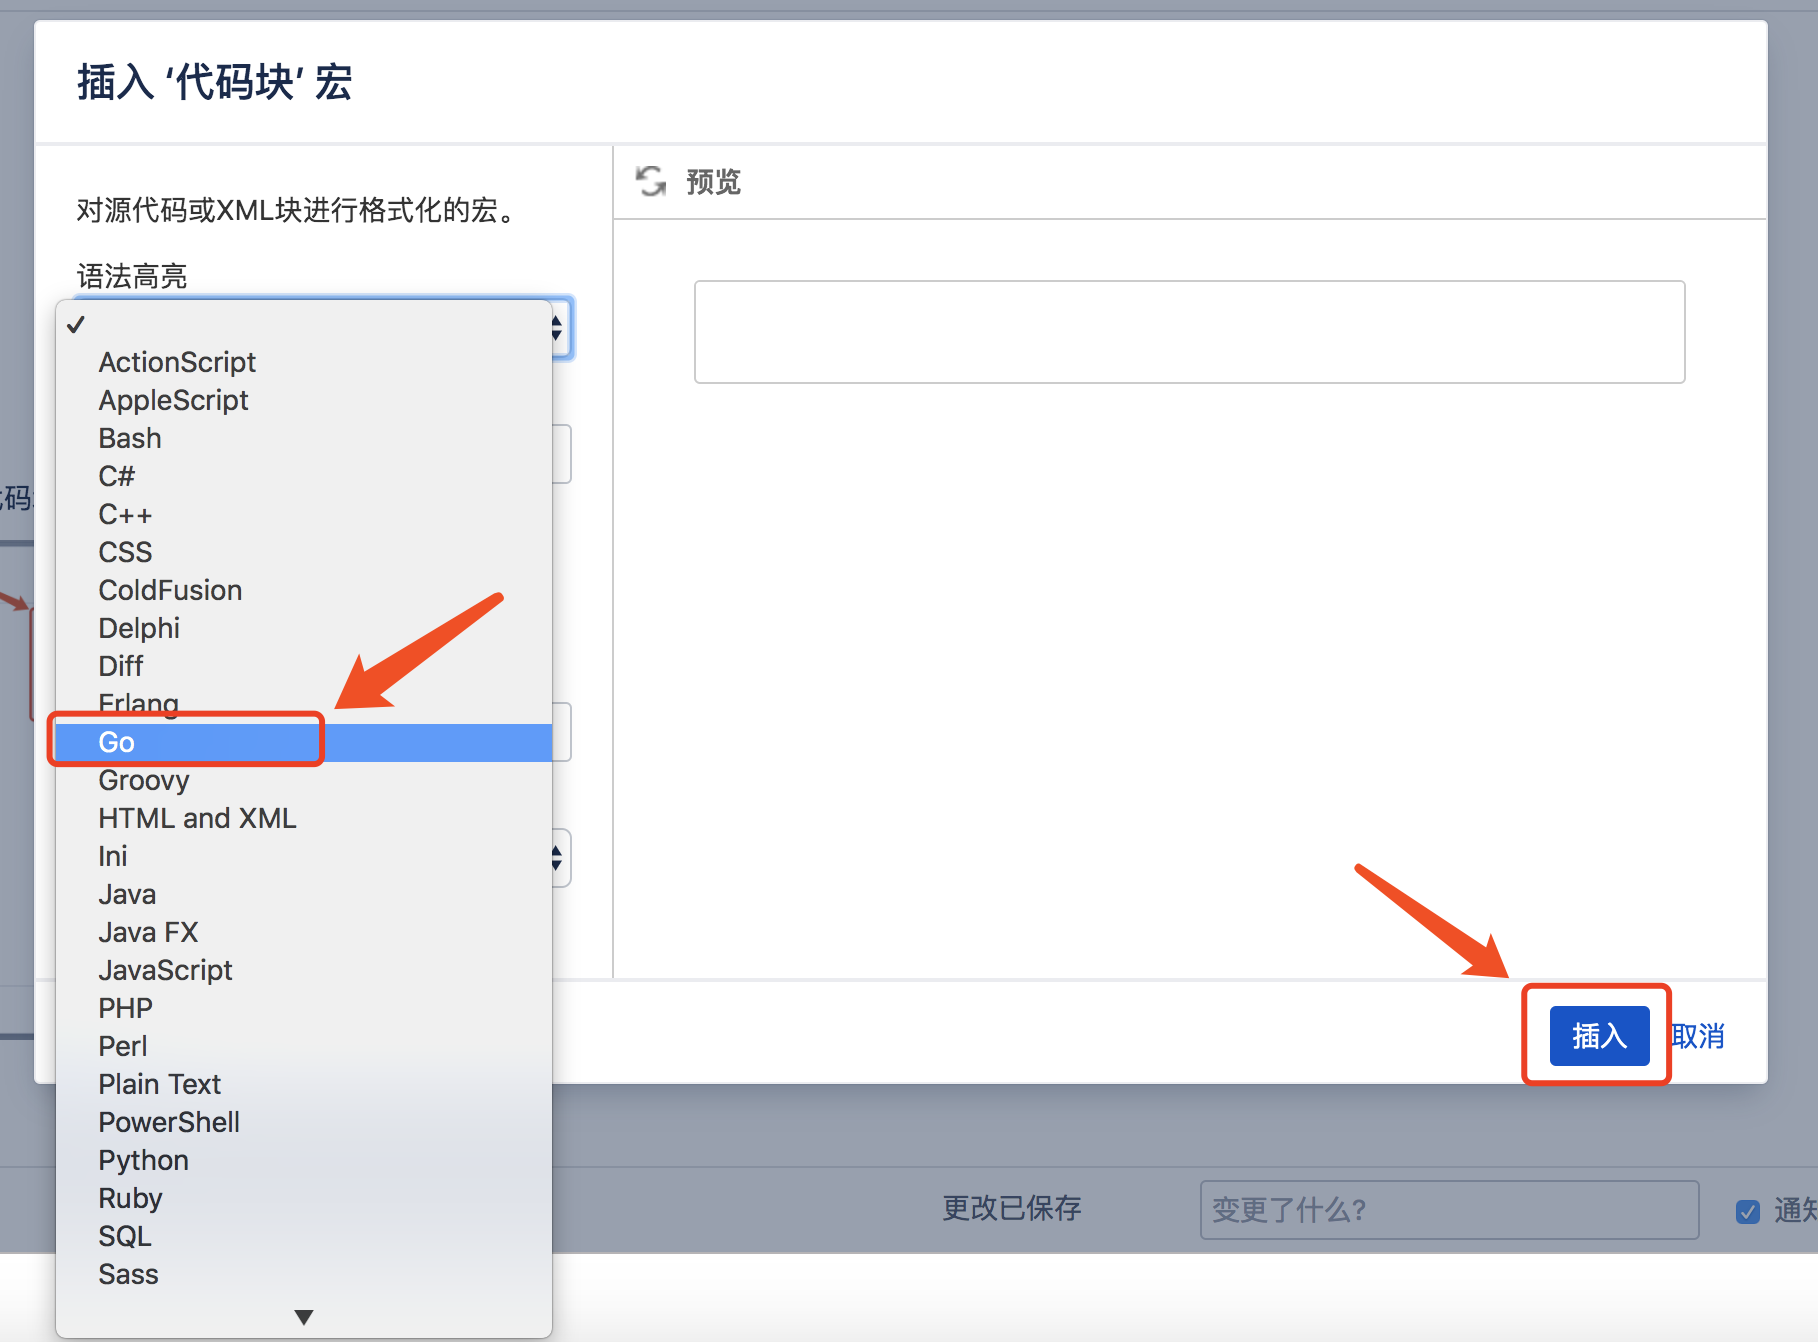 插入 ‘代码块’ 宏
对源代码或XML块进行格式化的宏。
语法高亮
预览
✓
ActionScript
AppleScript
Bash
C#
C++
CSS
ColdFusion
Delphi
Diff
Erlang
Go
Groovy
HTML and XML
Ini
Java
Java FX
JavaScript
PHP
Perl
Plain Text
PowerShell
Python
Ruby
SQL
Sass
插入
取消
码
更改已保存
变更了什么?
通知